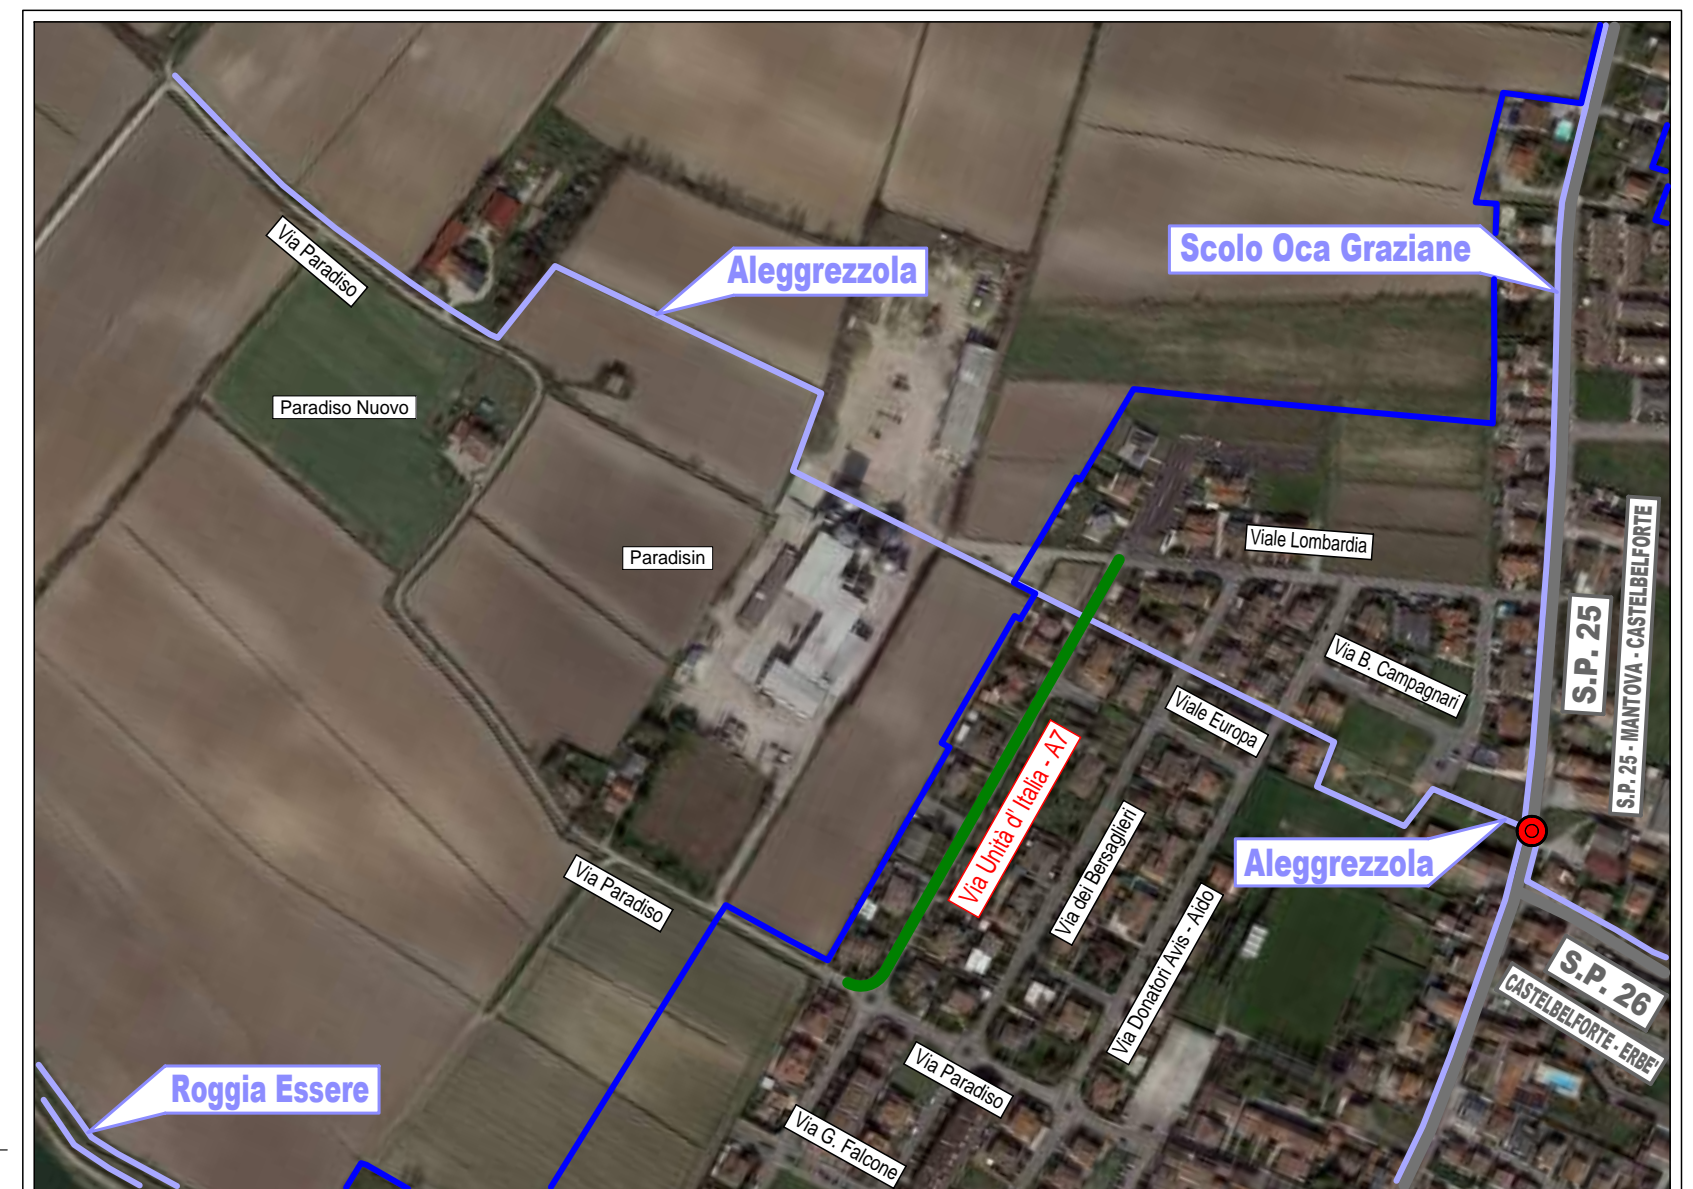 Via Paradiso
Aleggrezzola
Scolo Oca Graziane
Paradiso Nuovo
Paradisin
Viale Lombardia
S.P. 25
S.P. 25 - MANTOVA - CASTELBELFORTE
Via B. Campagnari
Viale Europa
Via Unità d' Italia - A7
Via dei Bersaglieri
Aleggrezzola
Via Paradiso
Via Donatori Avis - Aido
S.P. 26
CASTELBELFORTE - ERBE'
Roggia Essere
Via Paradiso
Via G. Falcone